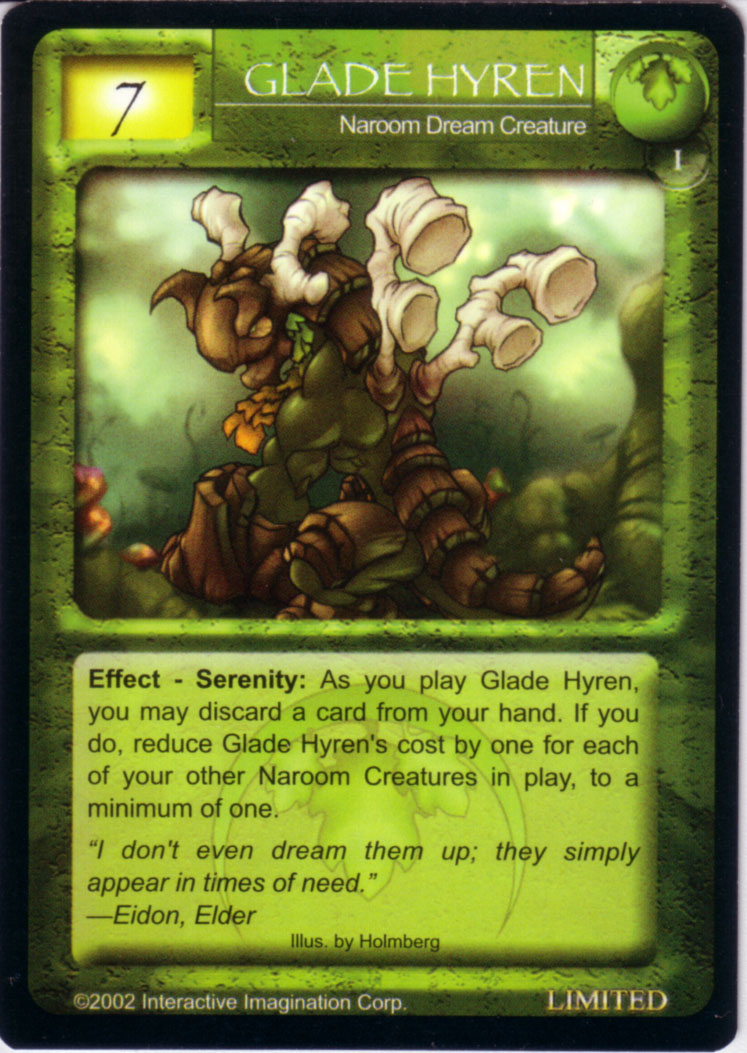 7
GLADE HYREN
Naroom Dream Creature
I
Effect - Serenity: As you play Glade Hyren,
you may discard a card from your hand. If you
do, reduce Glade Hyren's cost by one for each
of your other Naroom Creatures in play, to a
minimum of one.
“I don't even dream them up; they simply
appear in times of need.”
—Eidon, Elder
Illus. by Holmberg
©2002 Interactive Imagination Corp.
LIMITED